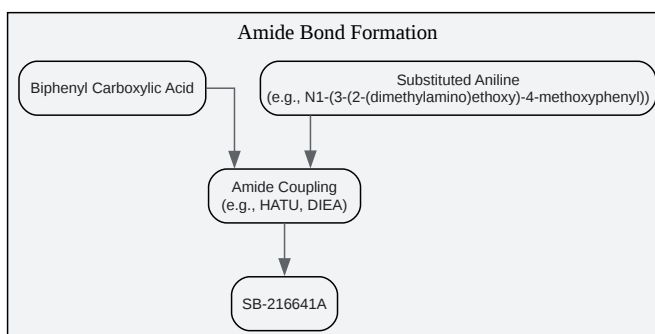 Amide Bond Formation
Biphenyl Carboxylic Acid
Substituted Aniline
(e.g., N1-(3-(2-(dimethylamino)ethoxy)-4-methoxyphenyl))
Amide Coupling
(e.g., HATU, DIEA)
SB-216641A